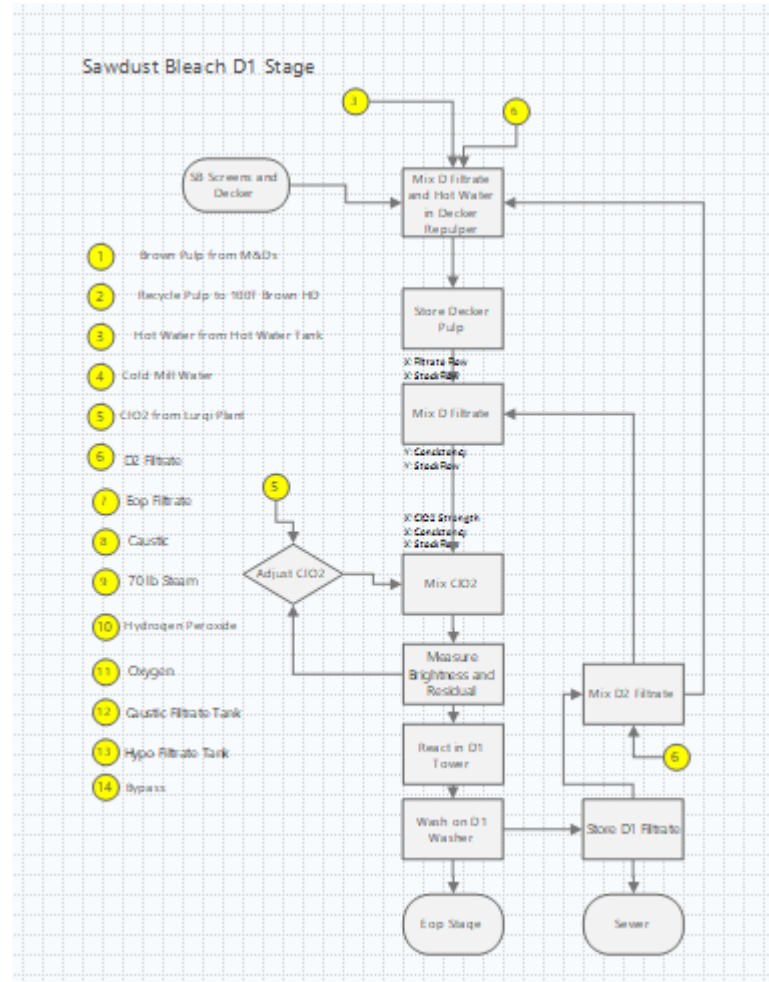 Sawdust Bleach D1 Stage
3
6
SB Screens and
Decker
Mix D Filtrate
and Hot Water
in Decker
Repulper
1 Brown Pulp from M&Ds
2 Recycle Pulp to 100T Brown HD
3 Hot Water from Hot Water Tank
4 Cold Mill Water
5 ClO2 from Lurgi Plant
6 D2 Filtrate
7 Eop Filtrate
8 Caustic
9 70 lb Steam
10 Hydrogen Peroxide
11 Oxygen
12 Caustic Filtrate Tank
13 Hypo Filtrate Tank
14 Bypass
Store Decker
Pulp
X: Filtrate Flow
X: Stock Flow
Mix D Filtrate
Y: Consistency
Y: Stock Flow
5
X: ClO2 Strength
X: Consistency
X: Stock Flow
Adjust ClO2
Mix ClO2
Measure
Brightness and
Residual
Mix D2 Filtrate
6
React in D1
Tower
Wash on D1
Washer
Store D1 Filtrate
Eop Stage
Sewer